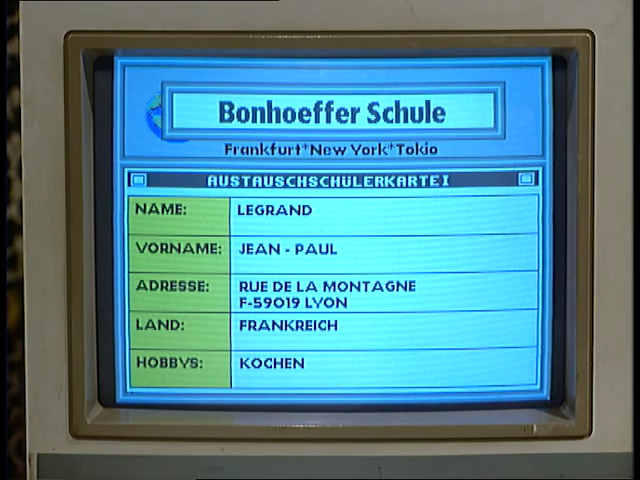 Bonhoeffer Schule
Frankfurt*New York*Tokio
AUSTAUSCHSCHÜLERKARTEI
NAME: LEGRAND
VORNAME: JEAN - PAUL
ADRESSE: RUE DE LA MONTAGNE
F-59019 LYON
LAND: FRANKREICH
HOBBYS: KOCHEN